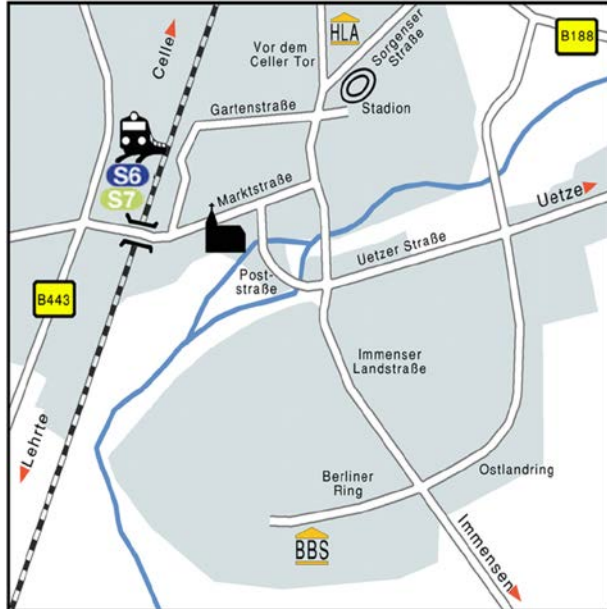 HLA
B188
Celle
Vor dem
Celler Tor
Sorgenser
Straße
Gartenstraße
Stadion
S6
S7
Marktstraße
Uetze
Uetzer Straße
Post-
straße
B443
Immenser
Landstraße
Lehrte
Berliner
Ring
Ostlandring
BBS
Immensen